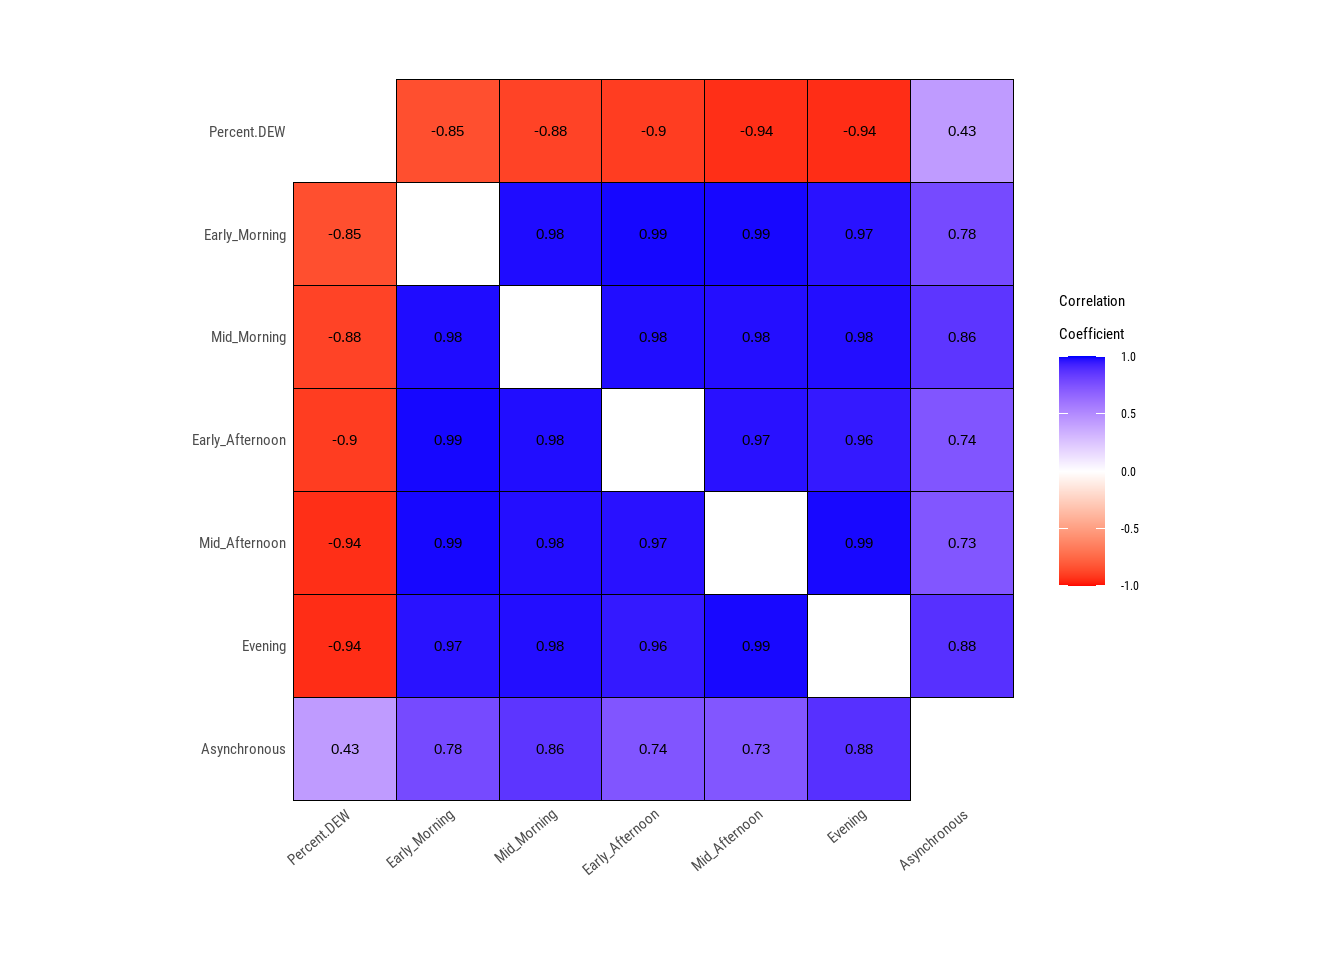 Percent.DEW -0.85 -0.88 -0.9 -0.94 -0.94 0.43
Early_Morning -0.85 0.98 0.99 0.99 0.97 0.78
Mid_Morning -0.88 0.98 0.98 0.98 0.98 0.86
Early_Afternoon -0.9 0.99 0.98 0.97 0.96 0.74
Mid_Afternoon -0.94 0.99 0.98 0.97 0.99 0.73
Evening -0.94 0.97 0.98 0.96 0.99 0.88
Asynchronous 0.43 0.78 0.86 0.74 0.73 0.88
Percent.DEW Early_Morning Mid_Morning Early_Afternoon Mid_Afternoon Evening Asynchronous
Correlation
Coefficient
1.0
0.5
0.0
-0.5
-1.0